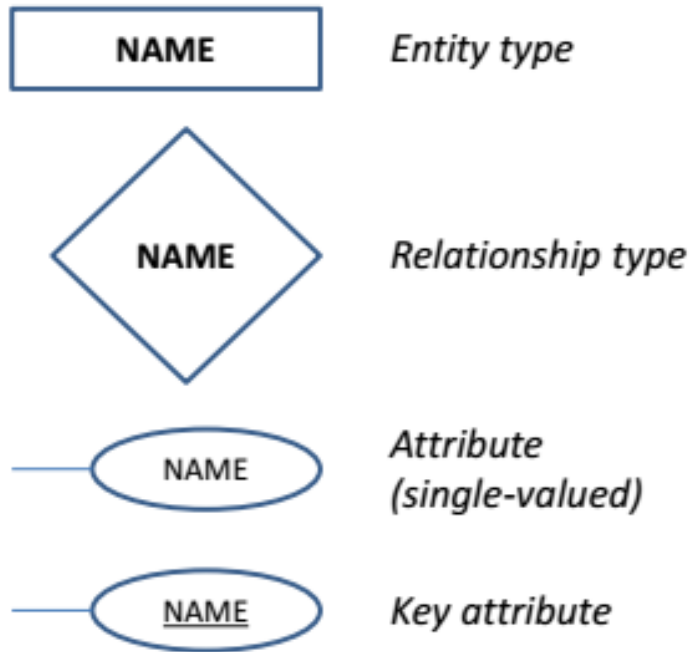 NAME Entity type
NAME Relationship type
NAME Attribute
(single-valued)
NAME Key attribute